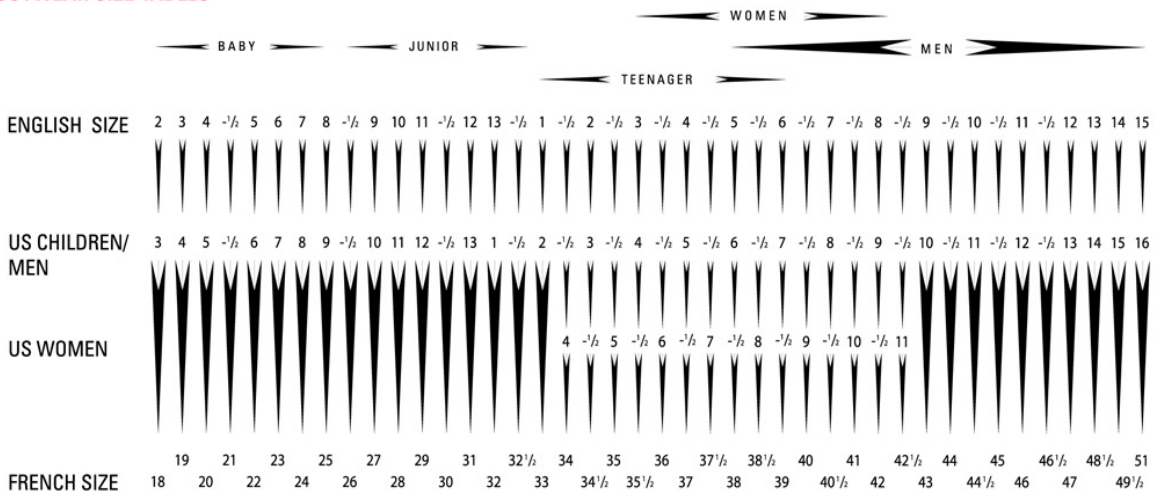 WOMEN
BABY JUNIOR MEN
TEENAGER
ENGLISH SIZE 2 3 4 -½ 5 6 7 8 -½ 9 10 11 -½ 12 13 -½ 1 -½ 2 -½ 3 -½ 4 -½ 5 -½ 6 -½ 7 -½ 8 -½ 9 -½ 10 -½ 11 -½ 12 13 14 15
US CHILDREN/ 3 4 5 -½ 6 7 8 9 -½ 10 11 12 -½ 13 1 -½ 2 -½ 3 -½ 4 -½ 5 -½ 6 -½ 7 -½ 8 -½ 9 -½ 10 -½ 11 -½ 12 -½ 13 14 15 16
MEN
US WOMEN 4 -½ 5 -½ 6 -½ 7 -½ 8 -½ 9 -½ 10 -½ 11
19 21 23 25 27 29 31 32½ 34 35 36 37½ 38½ 40 41 42½ 44 45 46½ 48½ 51
FRENCH SIZE 18 20 22 24 26 28 30 32 33 34½ 35½ 37 38 39 40½ 42 43 44½ 46 47 49½